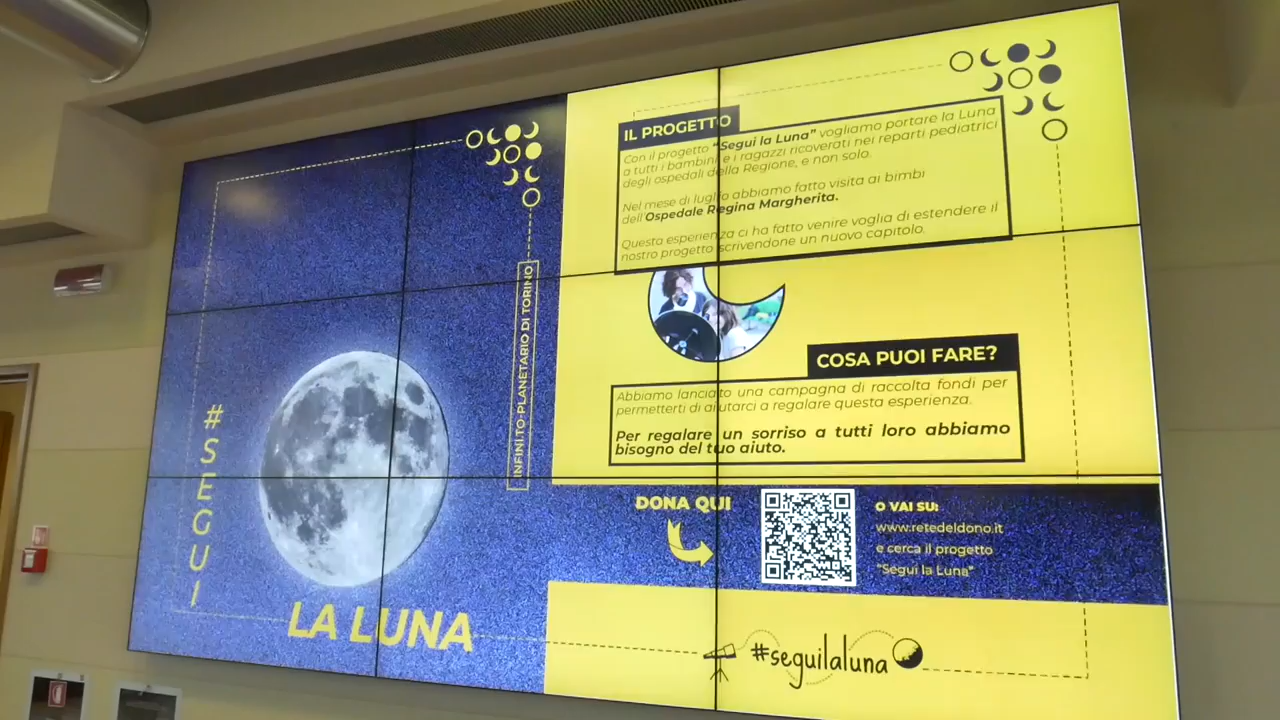 #SEGUI
LA LUNA
INFINI.TO-PLANETARIO DI TORINO
IL PROGETTO
Con il progetto "Segui la Luna" vogliamo portare la Luna
a tutti i bambini e i ragazzi ricoverati nei reparti pediatrici
degli ospedali della Regione, e non solo.
Nel mese di luglio abbiamo fatto visita ai bimbi
dell'Ospedale Regina Margherita.
Questa esperienza ci ha fatto venire voglia di estendere il
nostro progetto scrivendone un nuovo capitolo.
COSA PUOI FARE?
Abbiamo lanciato una campagna di raccolta fondi per
permetterti di aiutarci a regalare questa esperienza.
Per regalare un sorriso a tutti loro abbiamo
bisogno del tuo aiuto.
DONA QUI
O VAI SU:
www.retedeldono.it
e cerca il progetto
"Segui la Luna"
#seguilaluna